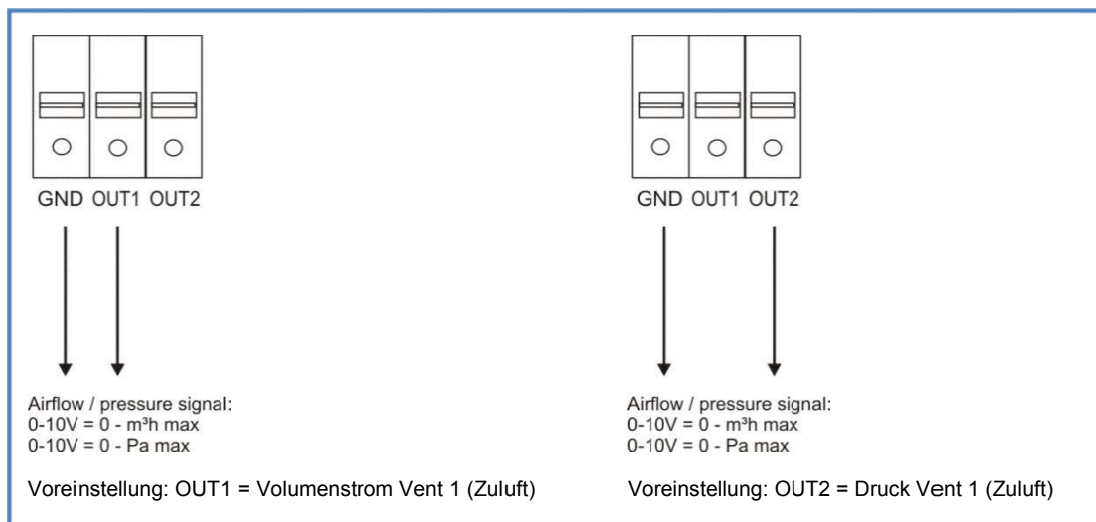 GND OUT1 OUT2
Airflow / pressure signal:
0-10V = 0 - m³h max
0-10V = 0 - Pa max
Voreinstellung: OUT1 = Volumenstrom Vent 1 (Zuluft)
GND OUT1 OUT2
Airflow / pressure signal:
0-10V = 0 - m³h max
0-10V = 0 - Pa max
Voreinstellung: OUT2 = Druck Vent 1 (Zuluft)